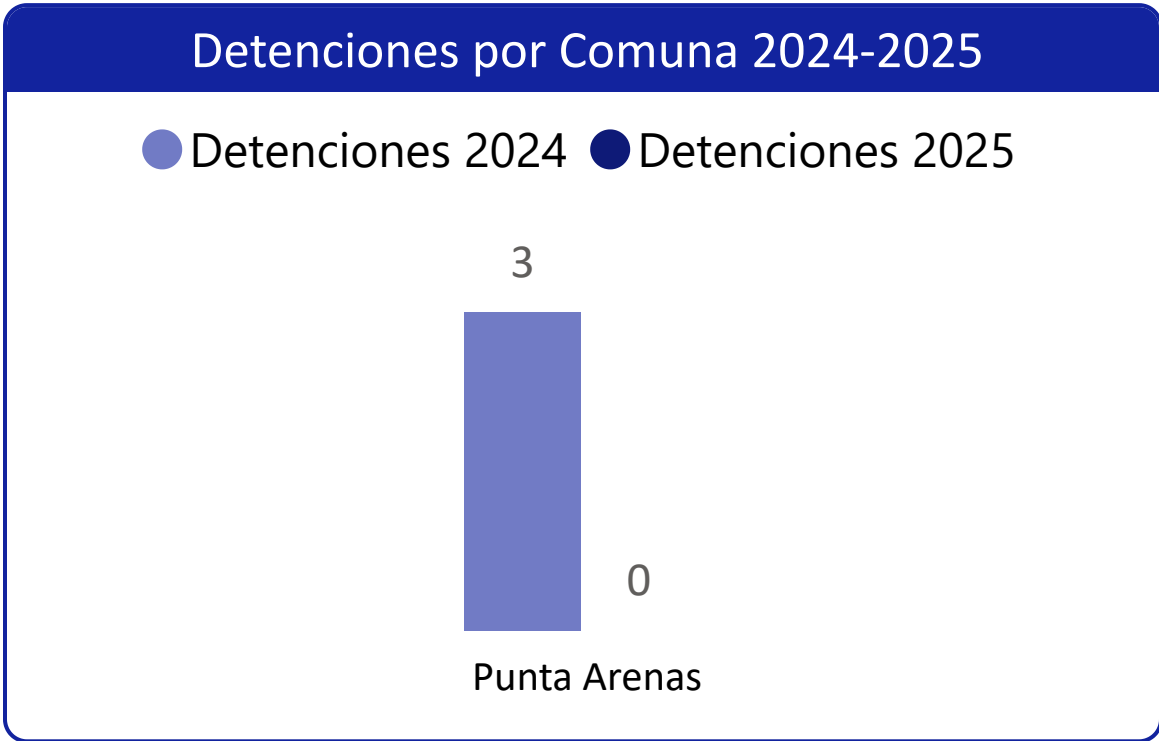 Detenciones por Comuna 2024-2025
Detenciones 2024 Detenciones 2025
3
0
Punta Arenas